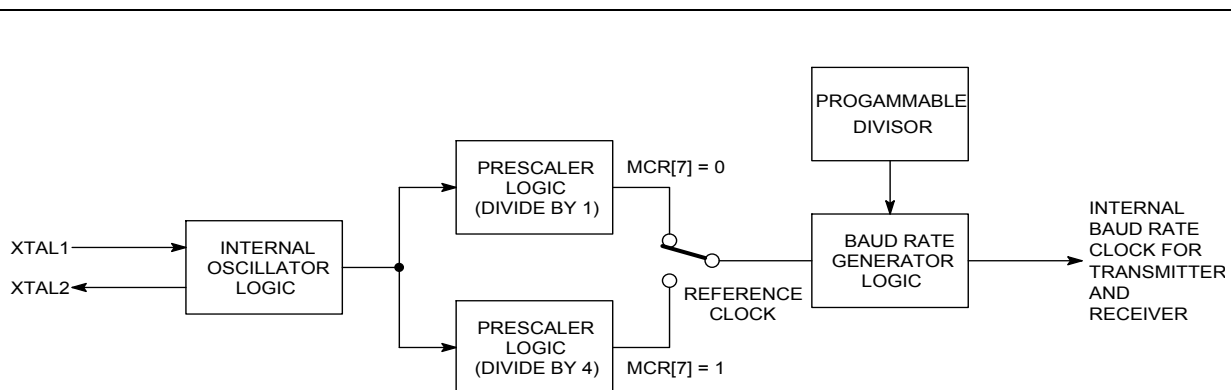 PROGAMMABLE
DIVISOR
PRESCALER
LOGIC
(DIVIDE BY 1)
MCR[7] = 0
XTAL1
XTAL2
INTERNAL
OSCILLATOR
LOGIC
BAUD RATE
GENERATOR
LOGIC
INTERNAL
BAUD RATE
CLOCK FOR
TRANSMITTER
AND
RECEIVER
REFERENCE
CLOCK
PRESCALER
LOGIC
(DIVIDE BY 4)
MCR[7] = 1